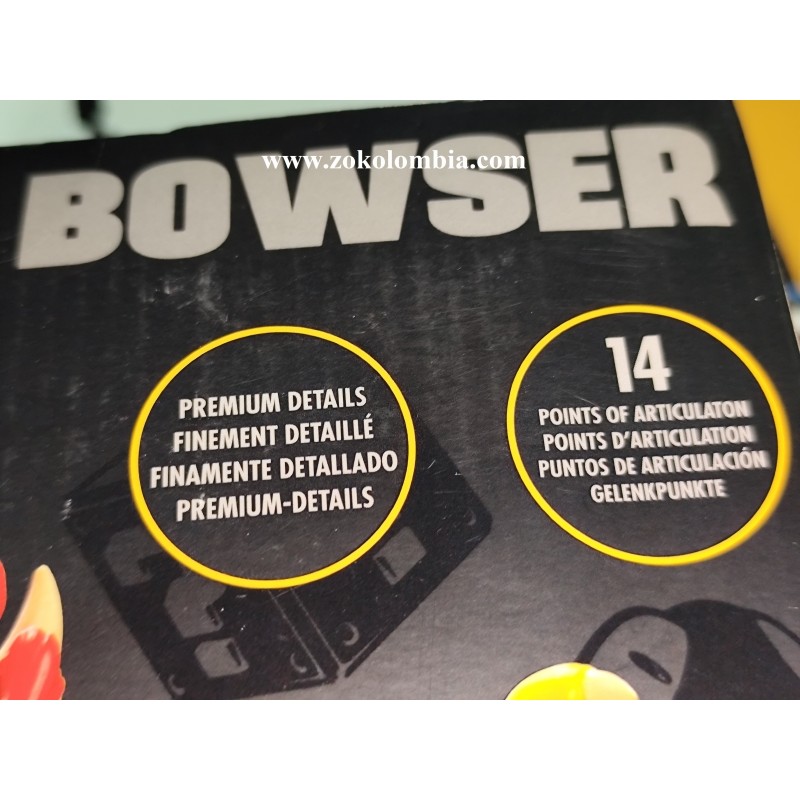 www.zokolombia.com
BOWSER
PREMIUM DETAILS
FINEMENT DETAILLÉ
FINAMENTE DETALLADO
PREMIUM-DETAILS
14
POINTS OF ARTICULATON
POINTS D'ARTICULATION
PUNTOS DE ARTICULACIÓN
GELENKPUNKTE